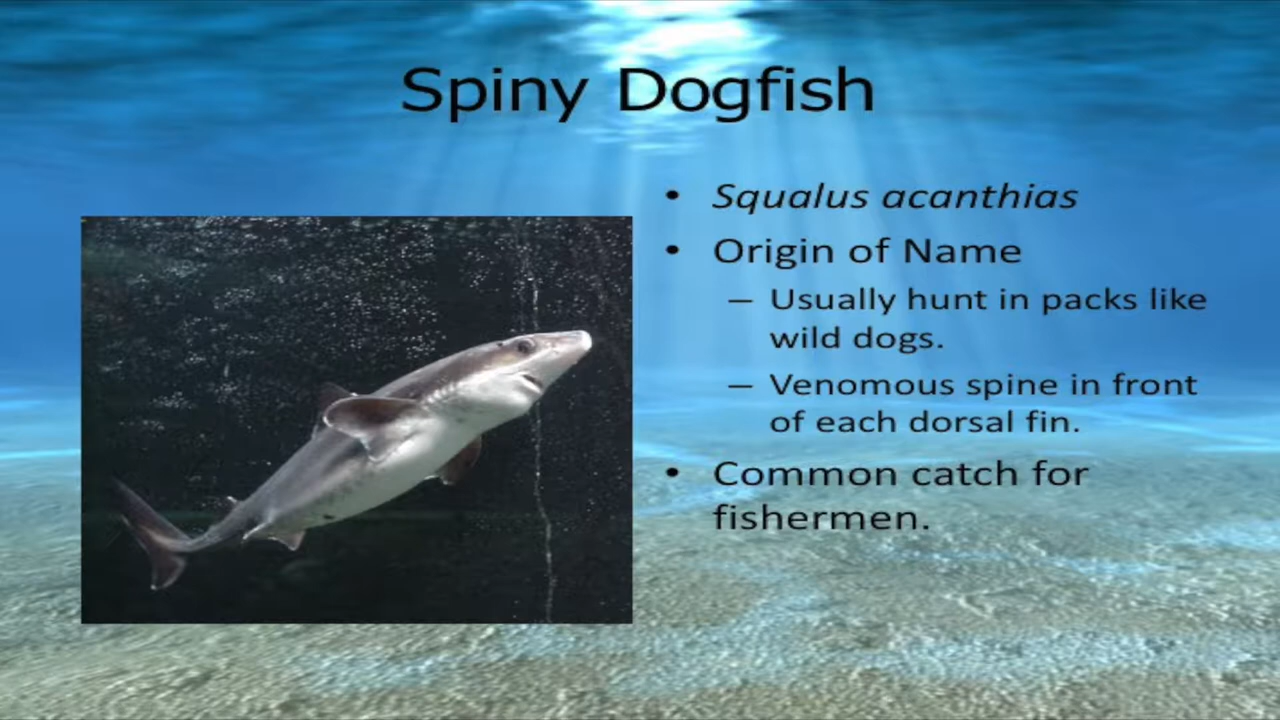 Spiny Dogfish
• Squalus acanthias
• Origin of Name
– Usually hunt in packs like
wild dogs.
– Venomous spine in front
of each dorsal fin.
• Common catch for
fishermen.